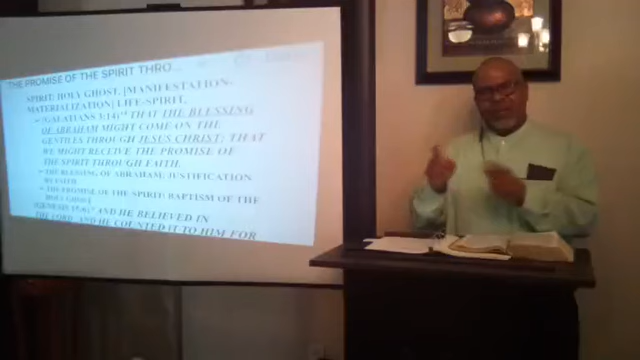 THE PROMISE OF THE SPIRIT THRO...
SPIRIT: HOLY GHOST, [MANIFESTATION-
MATERIALIZATION] LIFE-SPIRIT,
(GALATIANS 3:14) "THAT THE BLESSING
OF ABRAHAM MIGHT COME ON THE
GENTILES THROUGH JESUS CHRIST; THAT
WE MIGHT RECEIVE THE PROMISE OF
THE SPIRIT THROUGH FAITH.
THE BLESSING OF ABRAHAM: JUSTIFICATION
BY FAITH
THE PROMISE OF THE SPIRIT: BAPTISM OF THE
HOLY GHOST
(GENESIS 15:6) "AND HE BELIEVED IN
THE LORD; AND HE COUNTED IT TO HIM FOR